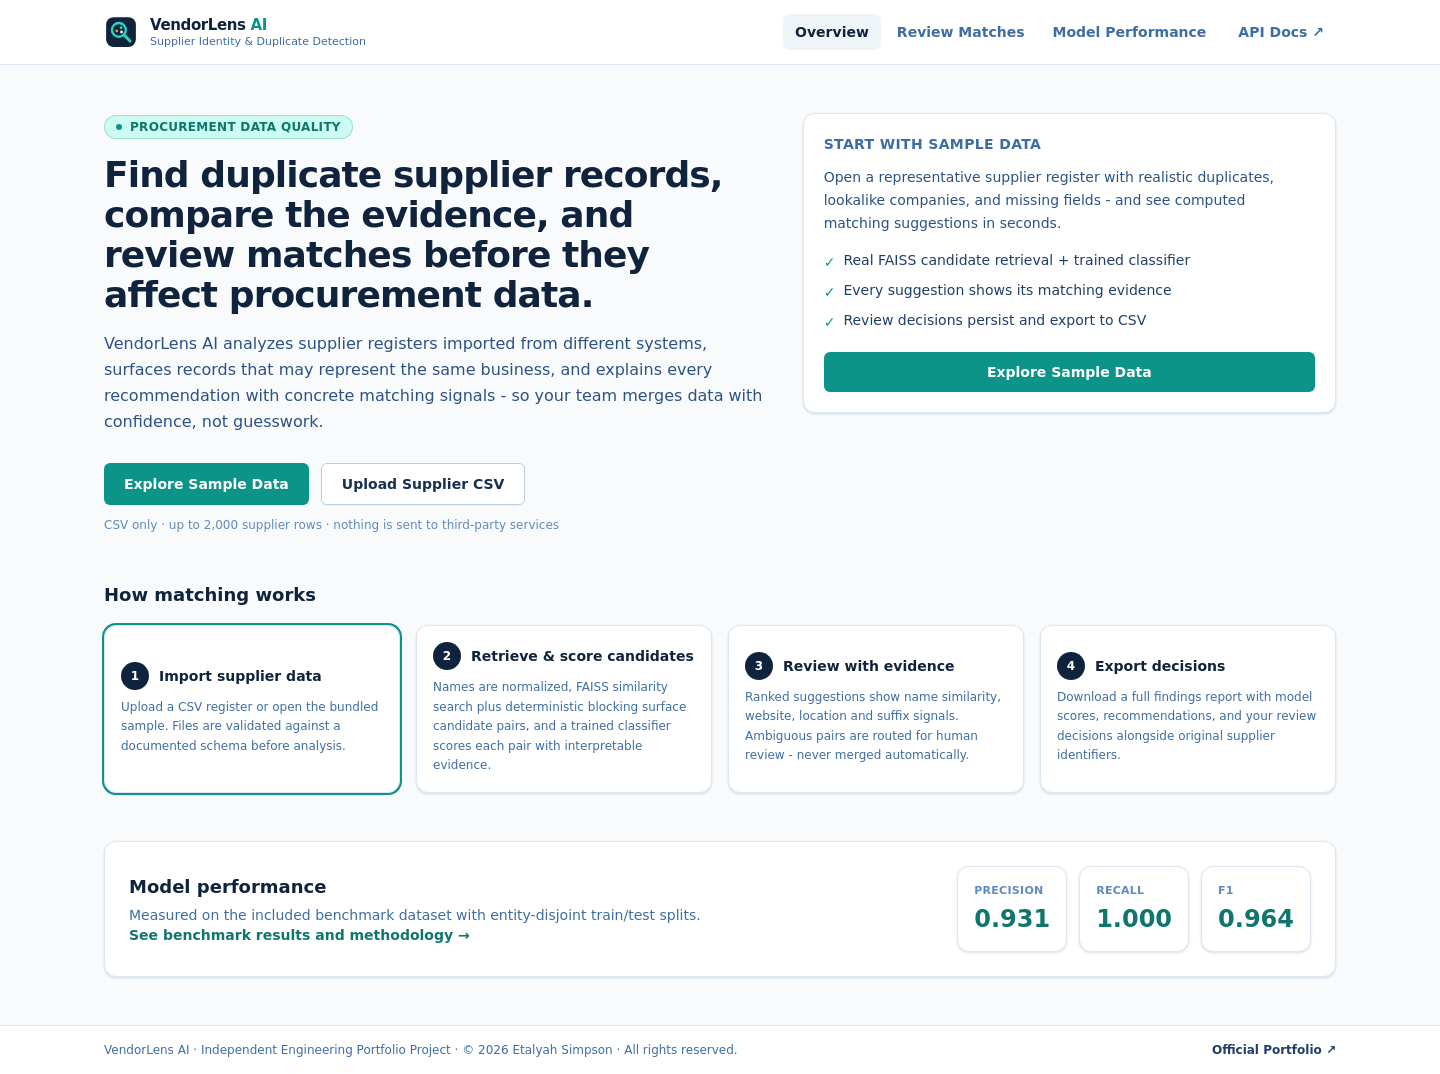 VendorLens AI
Supplier Identity & Duplicate Detection
Overview
Review Matches
Model Performance
API Docs ↗
PROCUREMENT DATA QUALITY
Find duplicate supplier records,
compare the evidence, and
review matches before they
affect procurement data.
VendorLens AI analyzes supplier registers imported from different systems,
surfaces records that may represent the same business, and explains every
recommendation with concrete matching signals - so your team merges data with
confidence, not guesswork.
Explore Sample Data
Upload Supplier CSV
CSV only · up to 2,000 supplier rows · nothing is sent to third-party services
START WITH SAMPLE DATA
Open a representative supplier register with realistic duplicates,
lookalike companies, and missing fields - and see computed
matching suggestions in seconds.
✓ Real FAISS candidate retrieval + trained classifier
✓ Every suggestion shows its matching evidence
✓ Review decisions persist and export to CSV
Explore Sample Data
How matching works
1 Import supplier data
Upload a CSV register or open the bundled
sample. Files are validated against a
documented schema before analysis.
2 Retrieve & score candidates
Names are normalized, FAISS similarity
search plus deterministic blocking surface
candidate pairs, and a trained classifier
scores each pair with interpretable
evidence.
3 Review with evidence
Ranked suggestions show name similarity,
website, location and suffix signals.
Ambiguous pairs are routed for human
review - never merged automatically.
4 Export decisions
Download a full findings report with model
scores, recommendations, and your review
decisions alongside original supplier
identifiers.
Model performance
Measured on the included benchmark dataset with entity-disjoint train/test splits.
See benchmark results and methodology →
PRECISION
0.931
RECALL
1.000
F1
0.964
VendorLens AI · Independent Engineering Portfolio Project · © 2026 Etalyah Simpson · All rights reserved.
Official Portfolio ↗